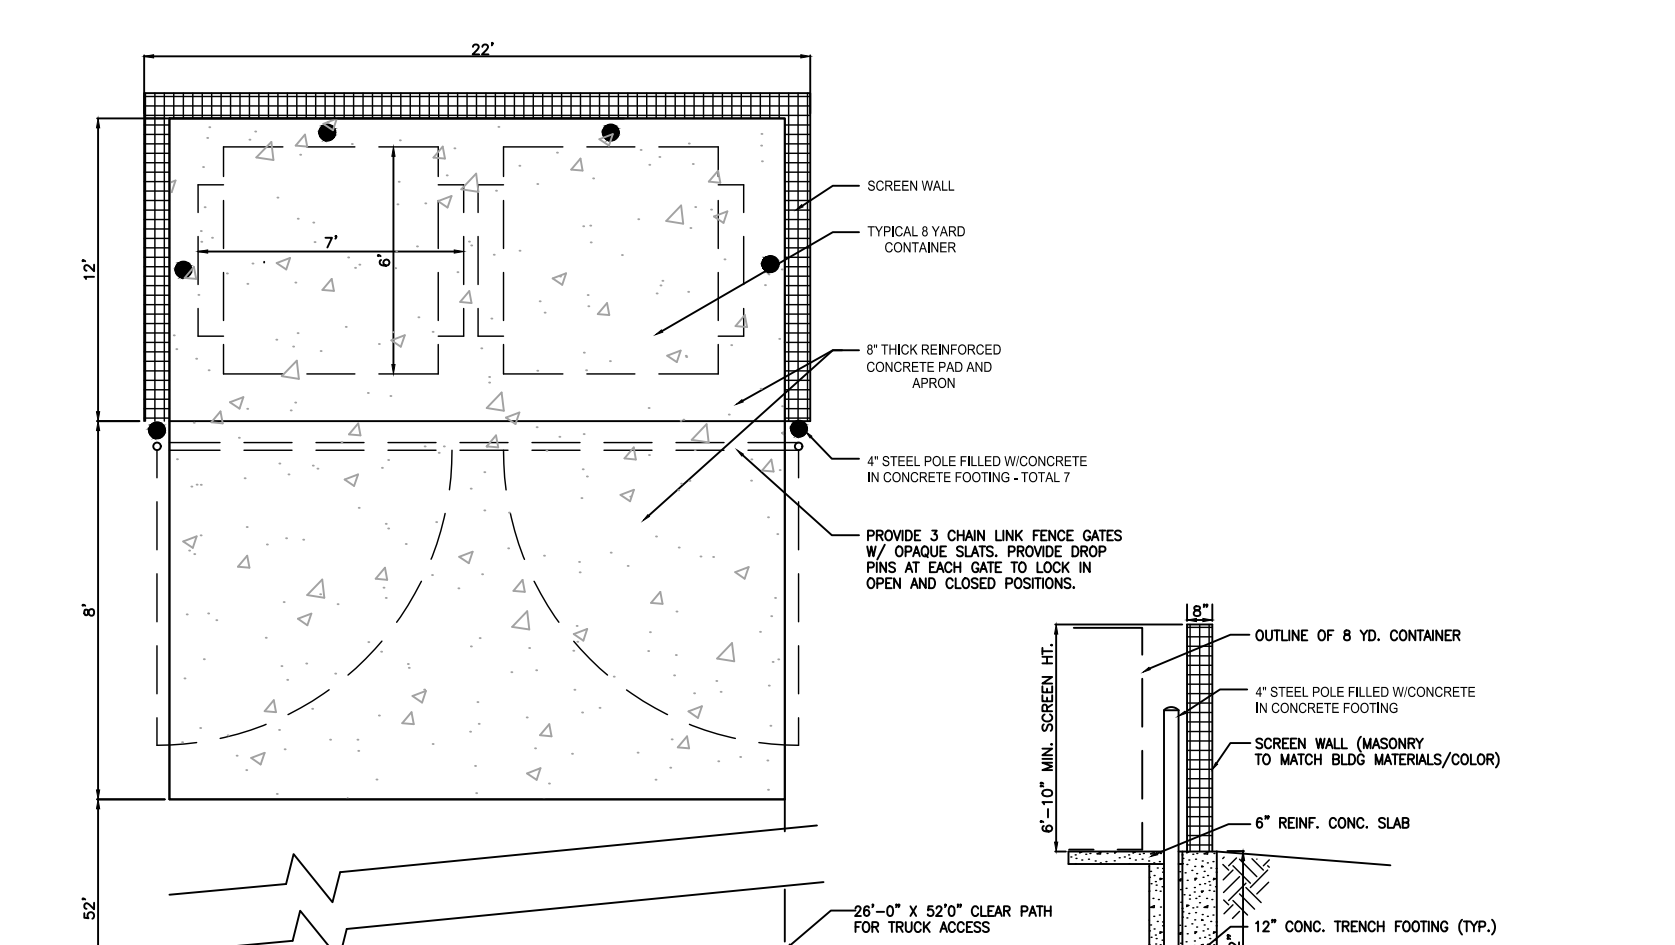 22'
12'
7'
6'
SCREEN WALL
TYPICAL 8 YARD
CONTAINER
8" THICK REINFORCED
CONCRETE PAD AND
APRON
4" STEEL POLE FILLED W/CONCRETE
IN CONCRETE FOOTING - TOTAL 7
PROVIDE 3 CHAIN LINK FENCE GATES
W/ OPAQUE SLATS. PROVIDE DROP
PINS AT EACH GATE TO LOCK IN
OPEN AND CLOSED POSITIONS.
8'
52'
26'-0" X 52'0" CLEAR PATH
FOR TRUCK ACCESS
8"
6'-10" MIN. SCREEN HT.
OUTLINE OF 8 YD. CONTAINER
4" STEEL POLE FILLED W/CONCRETE
IN CONCRETE FOOTING
SCREEN WALL (MASONRY
TO MATCH BLDG MATERIALS/COLOR)
6" REINF. CONC. SLAB
12" CONC. TRENCH FOOTING (TYP.)